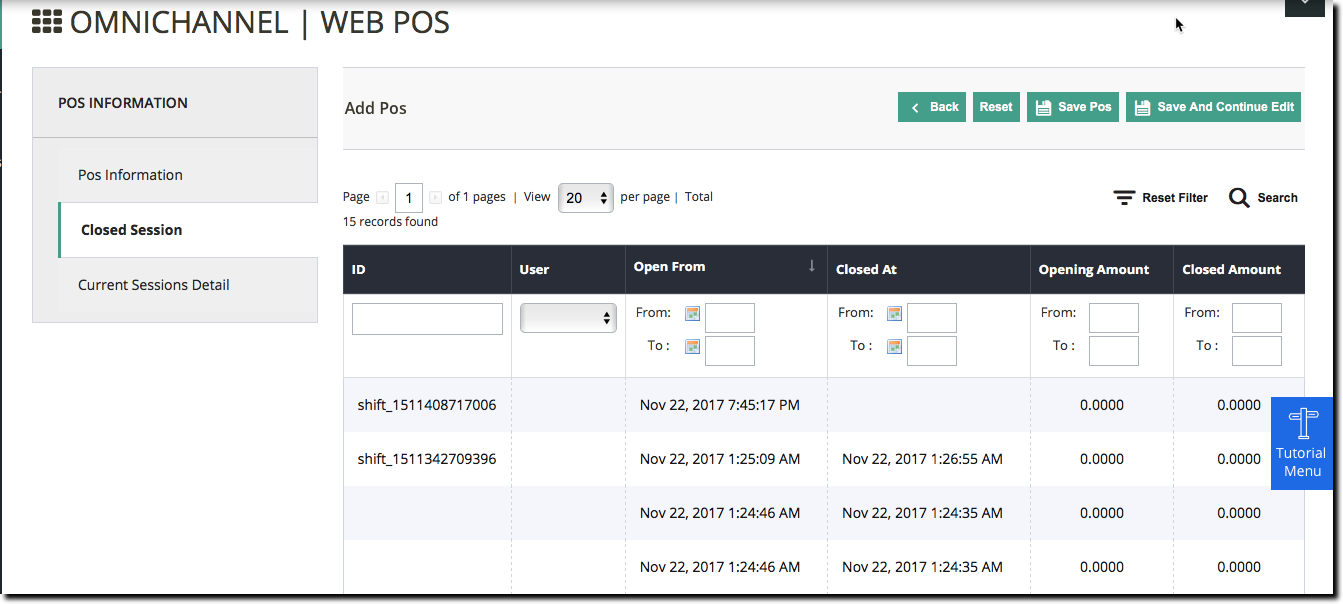 OMNICHANNEL | WEB POS
POS INFORMATION
Pos Information
Closed Session
Current Sessions Detail
Add Pos
Back Reset Save Pos Save And Continue Edit
Page 1 of 1 pages | View 20 per page | Total
15 records found
Reset Filter Search
ID User Open From ↓ Closed At Opening Amount Closed Amount
From: From: From: From:
To : To : To : To :
shift_1511408717006 Nov 22, 2017 7:45:17 PM 0.0000 0.0000
shift_1511342709396 Nov 22, 2017 1:25:09 AM Nov 22, 2017 1:26:55 AM 0.0000 0.0000
Nov 22, 2017 1:24:46 AM Nov 22, 2017 1:24:35 AM 0.0000 0.0000
Nov 22, 2017 1:24:46 AM Nov 22, 2017 1:24:35 AM 0.0000 0.0000
Tutorial
Menu